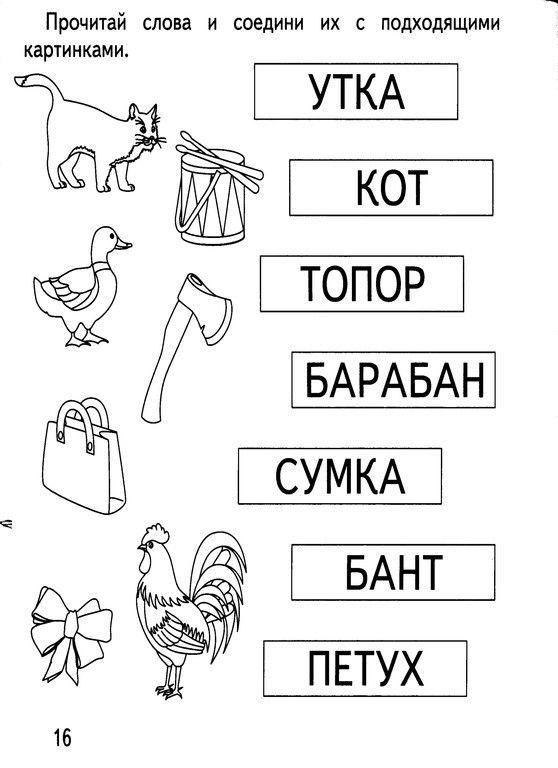 Прочитай слова и соедини их с подходящими
картинками.
УТКА
КОТ
ТОПОР
БАРАБАН
СУМКА
БАНТ
ПЕТУХ
16